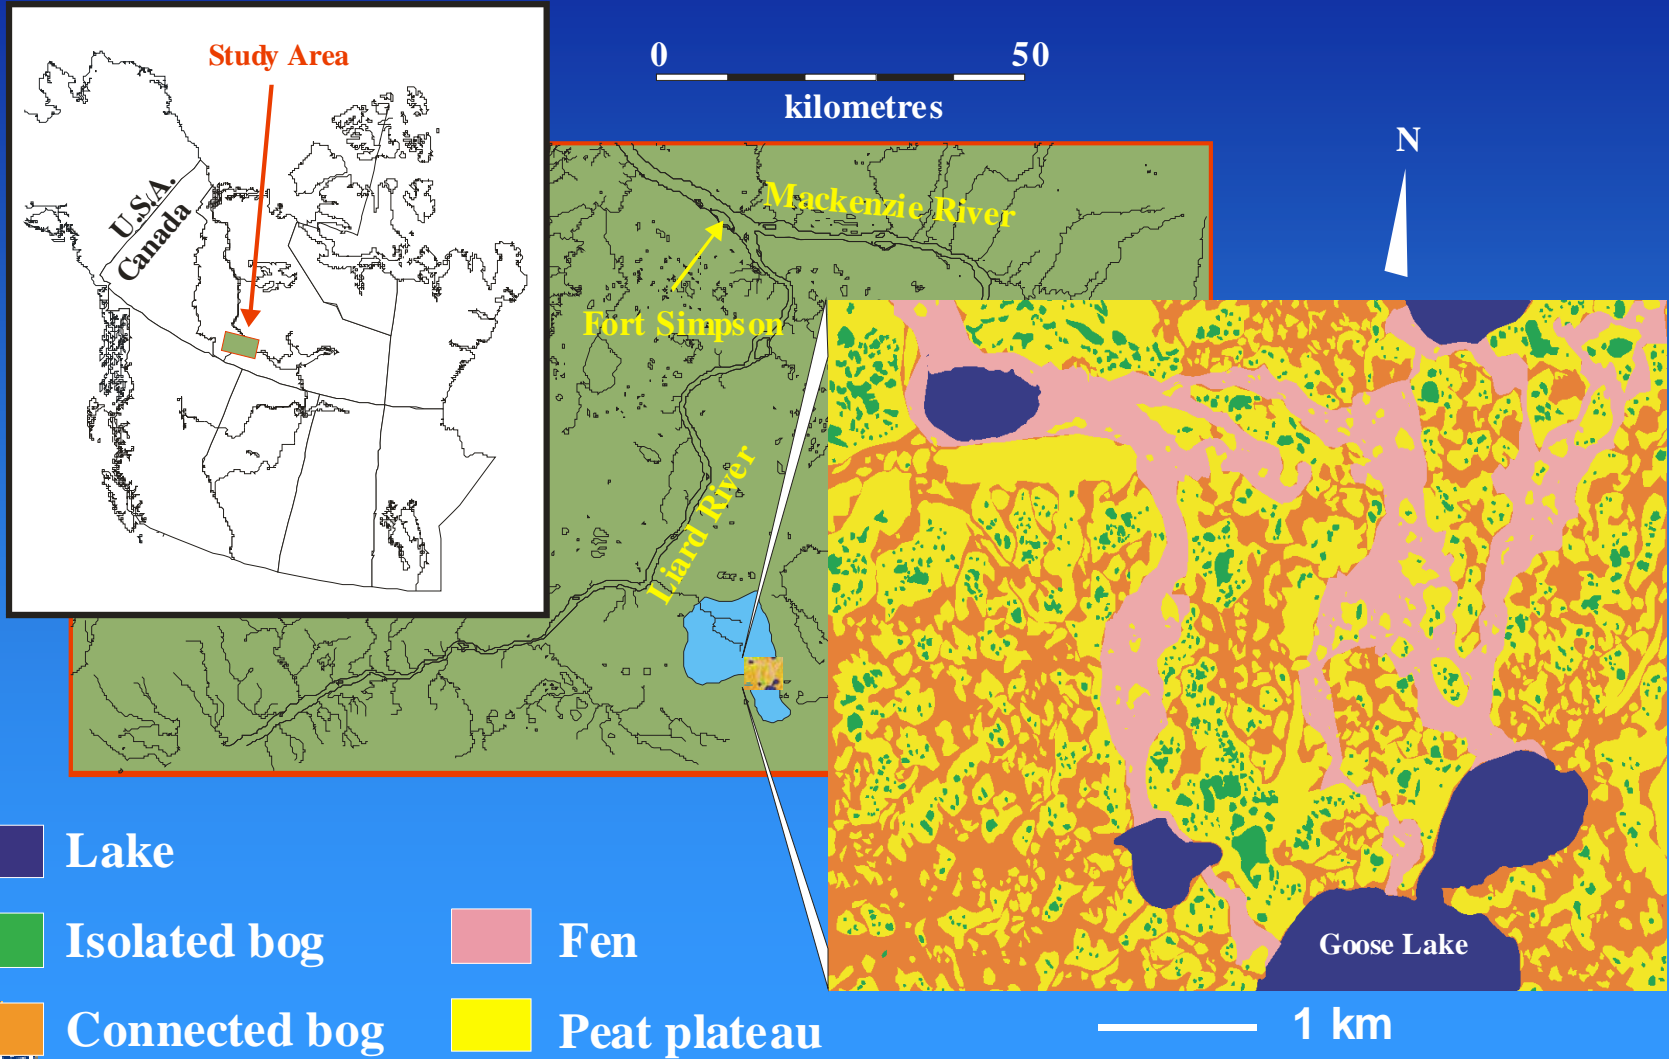 Study Area
U.S.A.
Canada
0 50
kilometres
N
Mackenzie River
Fort Simpson
Liard River
Goose Lake
Lake
Isolated bog
Fen
Connected bog
Peat plateau
1 km